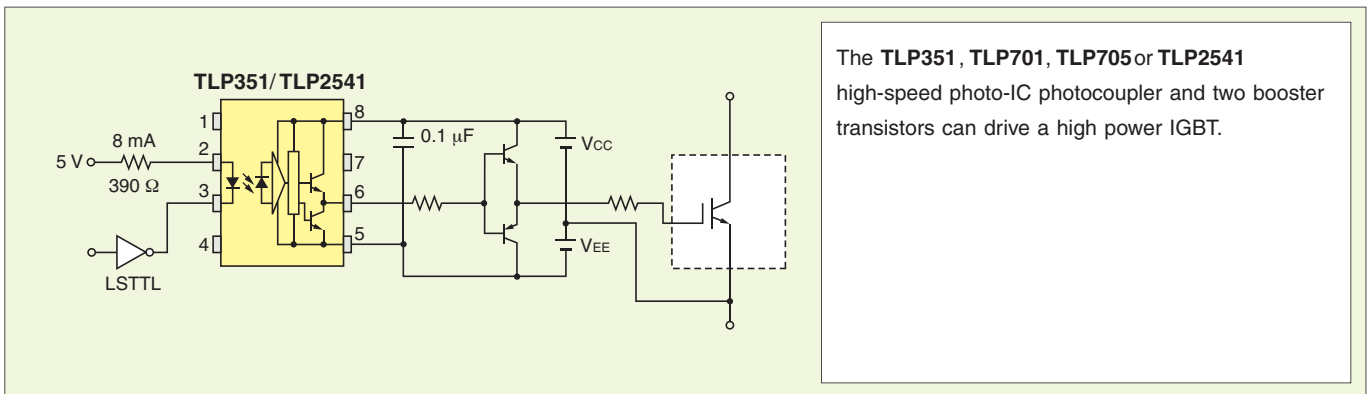 TLP351/ TLP2541
1
8
8 mA
0.1 μF
VCC
5 V
2
7
390 Ω
3
6
4
5
VEE
LSTTL
The TLP351, TLP701, TLP705 or TLP2541
high-speed photo-IC photocoupler and two booster
transistors can drive a high power IGBT.